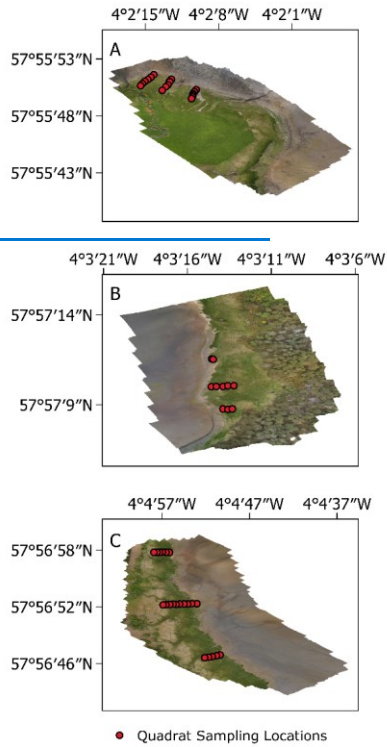 4°2′15″W 4°2′8″W 4°2′1″W
A
57°55′53″N
57°55′48″N
57°55′43″N
4°3′21″W 4°3′16″W 4°3′11″W 4°3′6″W
B
57°57′14″N
57°57′9″N
4°4′57″W 4°4′47″W 4°4′37″W
C
57°56′58″N
57°56′52″N
57°56′46″N
Quadrat Sampling Locations